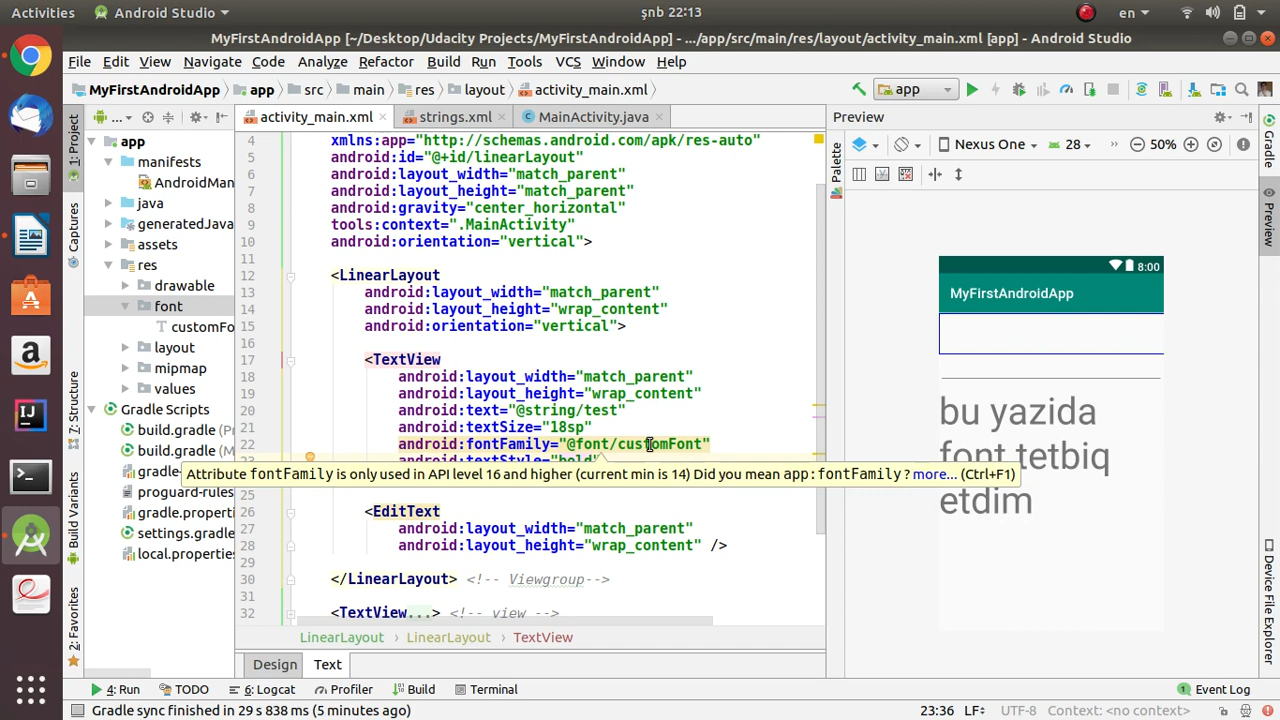 Activities
Android Studio
şnb 22:13
en
MyFirstAndroidApp [~/Desktop/Udacity Projects/MyFirstAndroidApp] - .../app/src/main/res/layout/activity_main.xml [app] - Android Studio
File Edit View Navigate Code Analyze Refactor Build Run Tools VCS Window Help
MyFirstAndroidApp app src main res layout activity_main.xml
app
1: Project
Captures
7: Structure
Build Variants
2: Favorites
...
app
manifests
AndroidMan
java
generatedJava
assets
res
drawable
font
customFo
layout
mipmap
values
Gradle Scripts
build.gradle (Pr
build.gradle (M
gradle
proguard-rules
gradle.properti
settings.gradle
local.properties
activity_main.xml strings.xml MainActivity.java
4 xmlns:app="http://schemas.android.com/apk/res-auto"
5 android:id="@+id/linearLayout"
6 android:layout_width="match_parent"
7 android:layout_height="match_parent"
8 android:gravity="center_horizontal"
9 tools:context=".MainActivity"
10 android:orientation="vertical">
11
12 <LinearLayout
13 android:layout_width="match_parent"
14 android:layout_height="wrap_content"
15 android:orientation="vertical">
16
17 <TextView
18 android:layout_width="match_parent"
19 android:layout_height="wrap_content"
20 android:text="@string/test"
21 android:textSize="18sp"
22 android:fontFamily="@font/customFont"
android:textStyle="bold"
Attribute fontFamily is only used in API level 16 and higher (current min is 14) Did you mean app:fontFamily ? more... (Ctrl+F1)
25
26 <EditText
27 android:layout_width="match_parent"
28 android:layout_height="wrap_content" />
29
30 </LinearLayout> <!-- Viewgroup-->
31
32 <TextView...> <!-- view -->
LinearLayout › LinearLayout › TextView
Design Text
Preview
Palette
Nexus One 28 » 50%
8:00
MyFirstAndroidApp
bu yazida
font tetbiq
etdim
Gradle
Preview
Device File Explorer
4: Run TODO 6: Logcat Profiler Build Terminal
1 Event Log
Gradle sync finished in 29 s 838 ms (5 minutes ago)
23:36 LF UTF-8 Context: <no context>